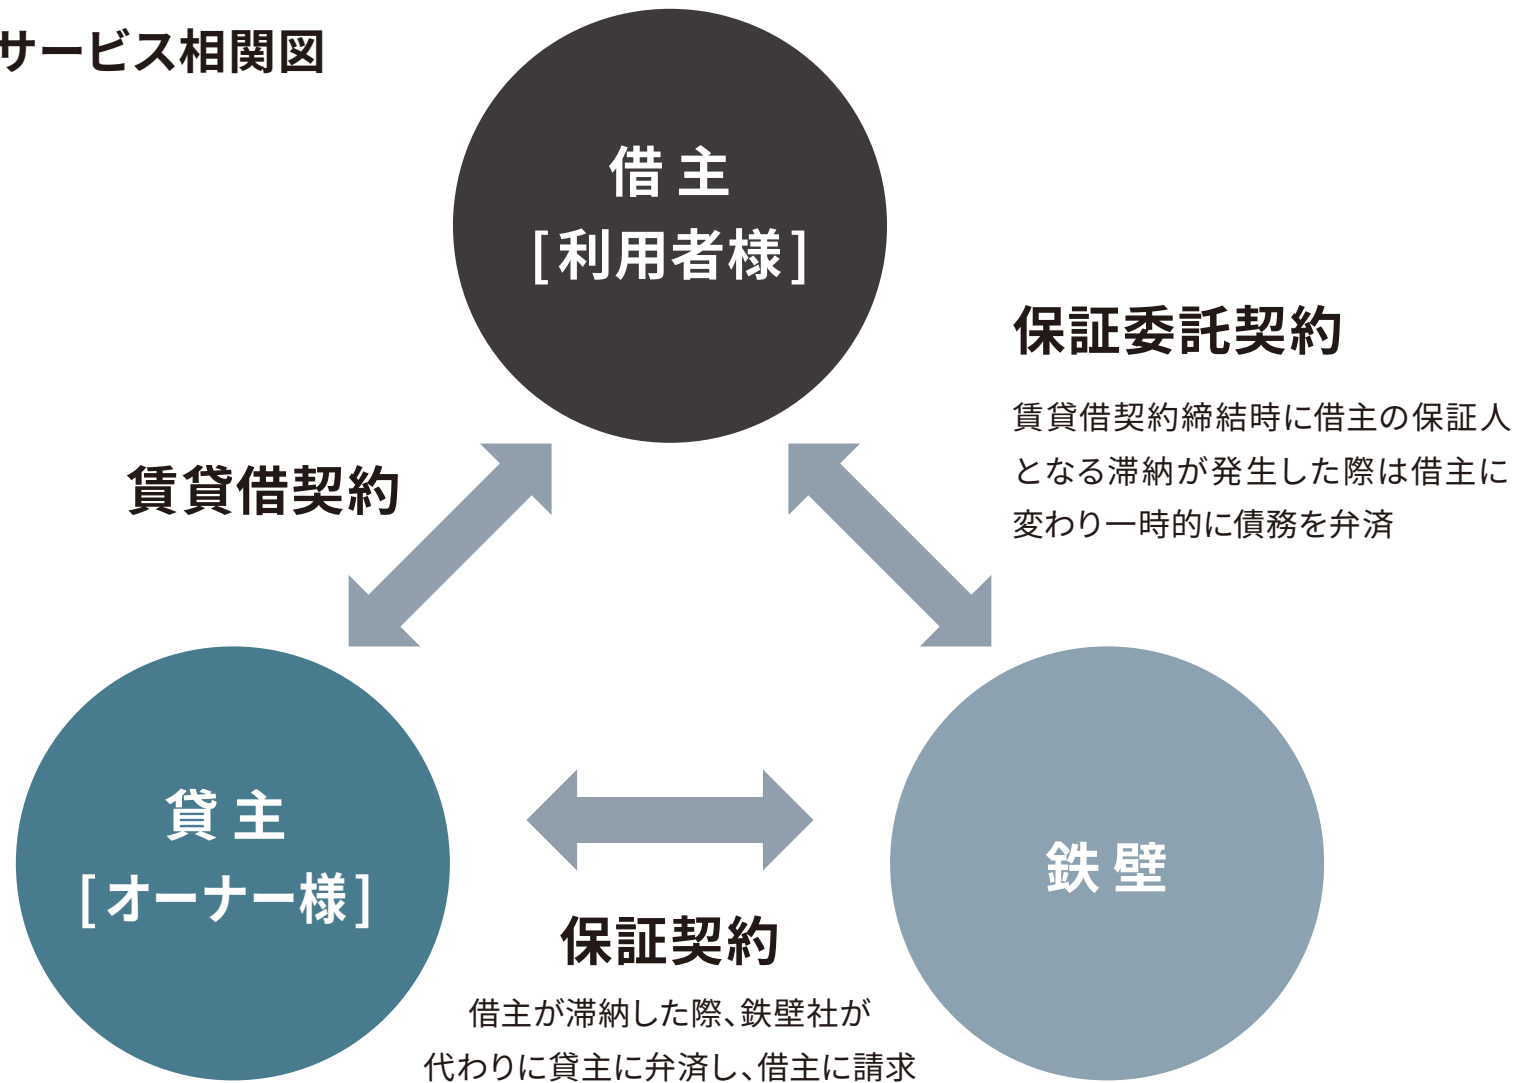 サービス相関図
借主
[利用者様]
保証委託契約
賃貸借契約締結時に借主の保証人
となる滞納が発生した際は借主に
変わり一時的に債務を弁済
賃貸借契約
貸主
[オーナー様]
鉄壁
保証契約
借主が滞納した際、鉄壁社が
代わりに貸主に弁済し、借主に請求